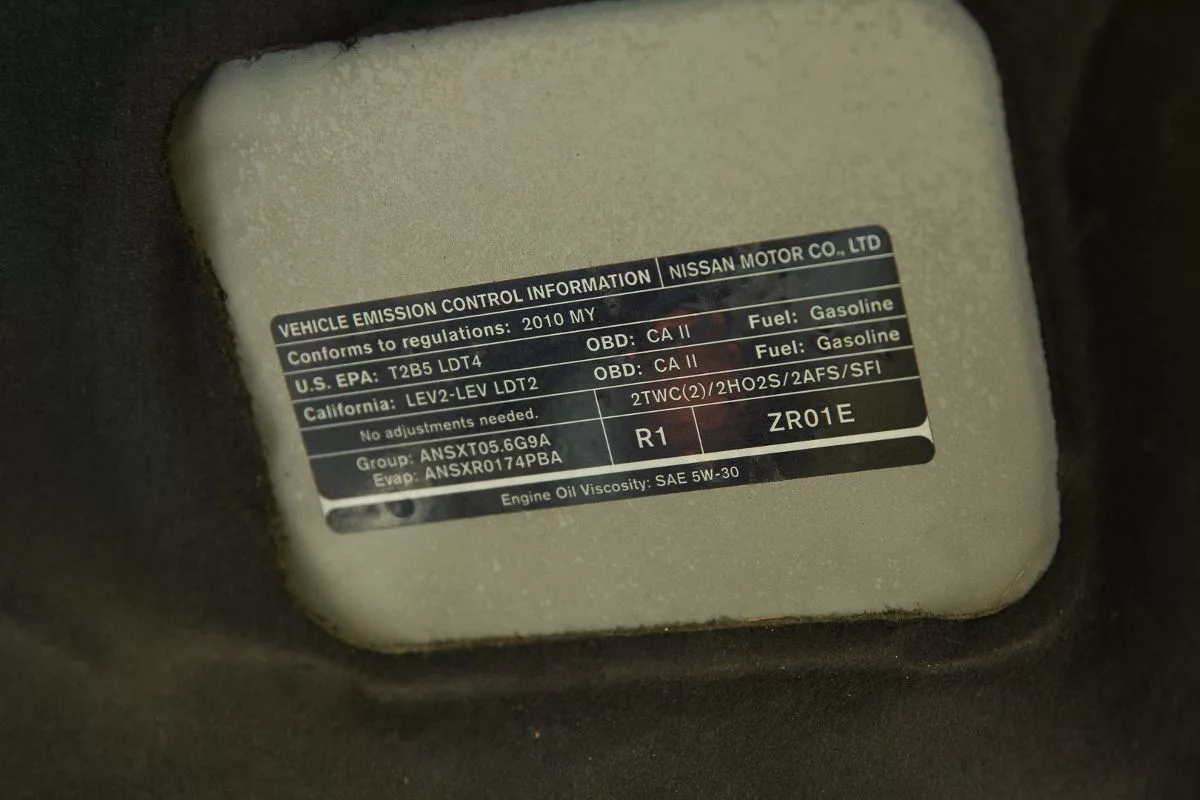 VEHICLE EMISSION CONTROL INFORMATION NISSAN MOTOR CO., LTD
Conforms to regulations: 2010 MY
U.S. EPA: T2B5 LDT4 OBD: CA II Fuel: Gasoline
California: LEV2-LEV LDT2 OBD: CA II Fuel: Gasoline
No adjustments needed. 2TWC(2)/2HO2S/2AFS/SFI
Group: ANSXT05.6G9A R1 ZR01E
Evap: ANSXR0174PBA
Engine Oil Viscosity: SAE 5W-30